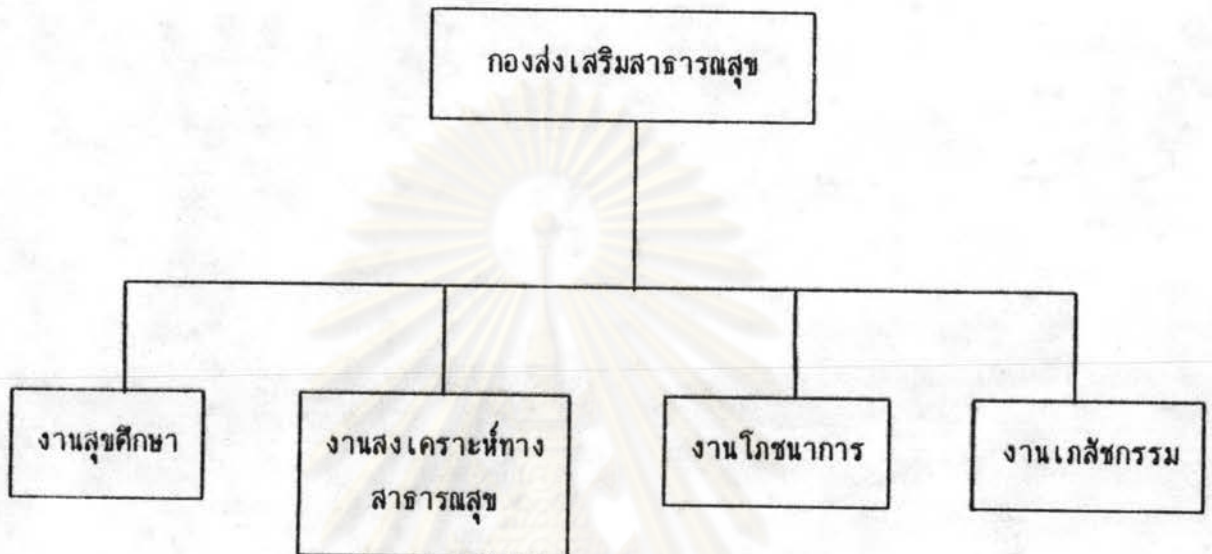 กองส่งเสริมสาธารณสุข
งานสุขศึกษา
งานสงเคราะห์ทาง
สาธารณสุข
งานโภชนาการ
งานเภสัชกรรม